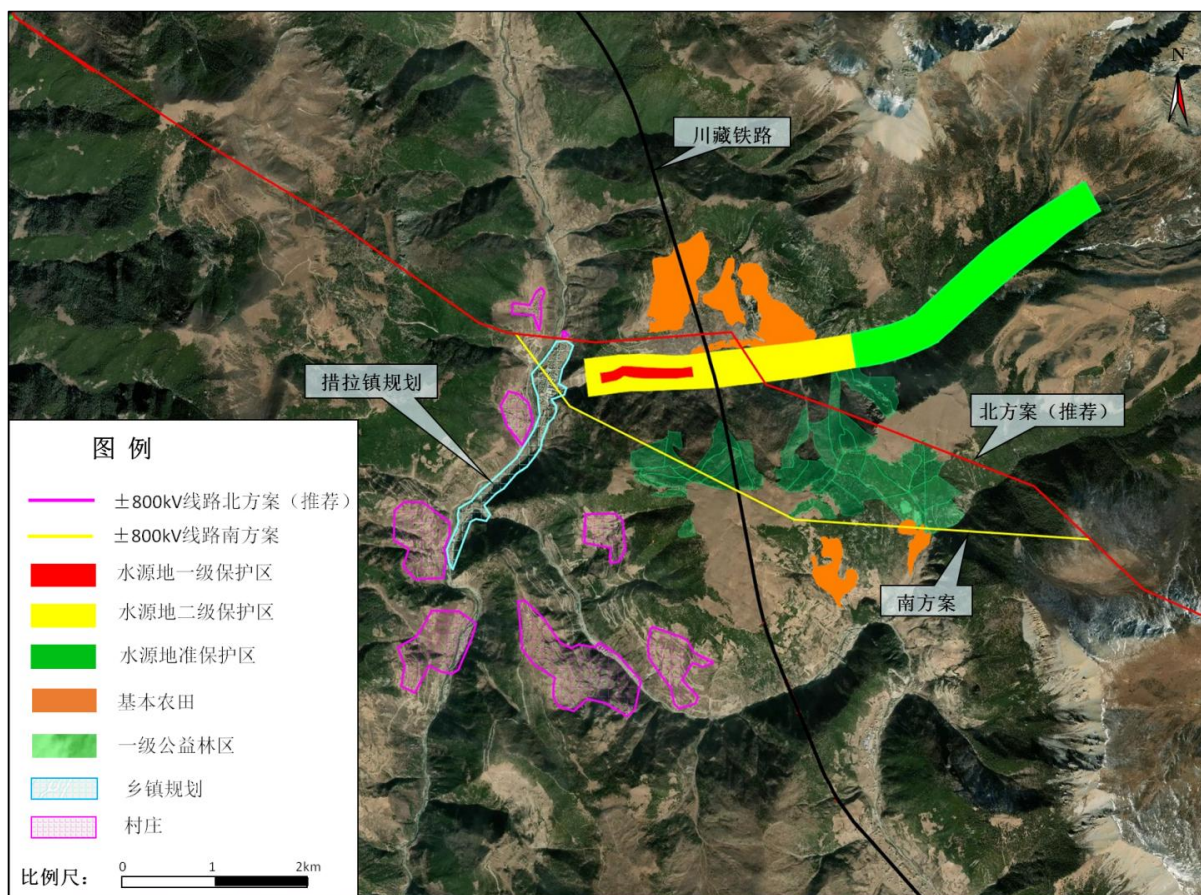 N
川藏铁路
措拉镇规划
北方案（推荐）
南方案
图 例
±800kV线路北方案（推荐）
±800kV线路南方案
水源地一级保护区
水源地二级保护区
水源地准保护区
基本农田
一级公益林区
乡镇规划
村庄
比例尺： 0 1 2km